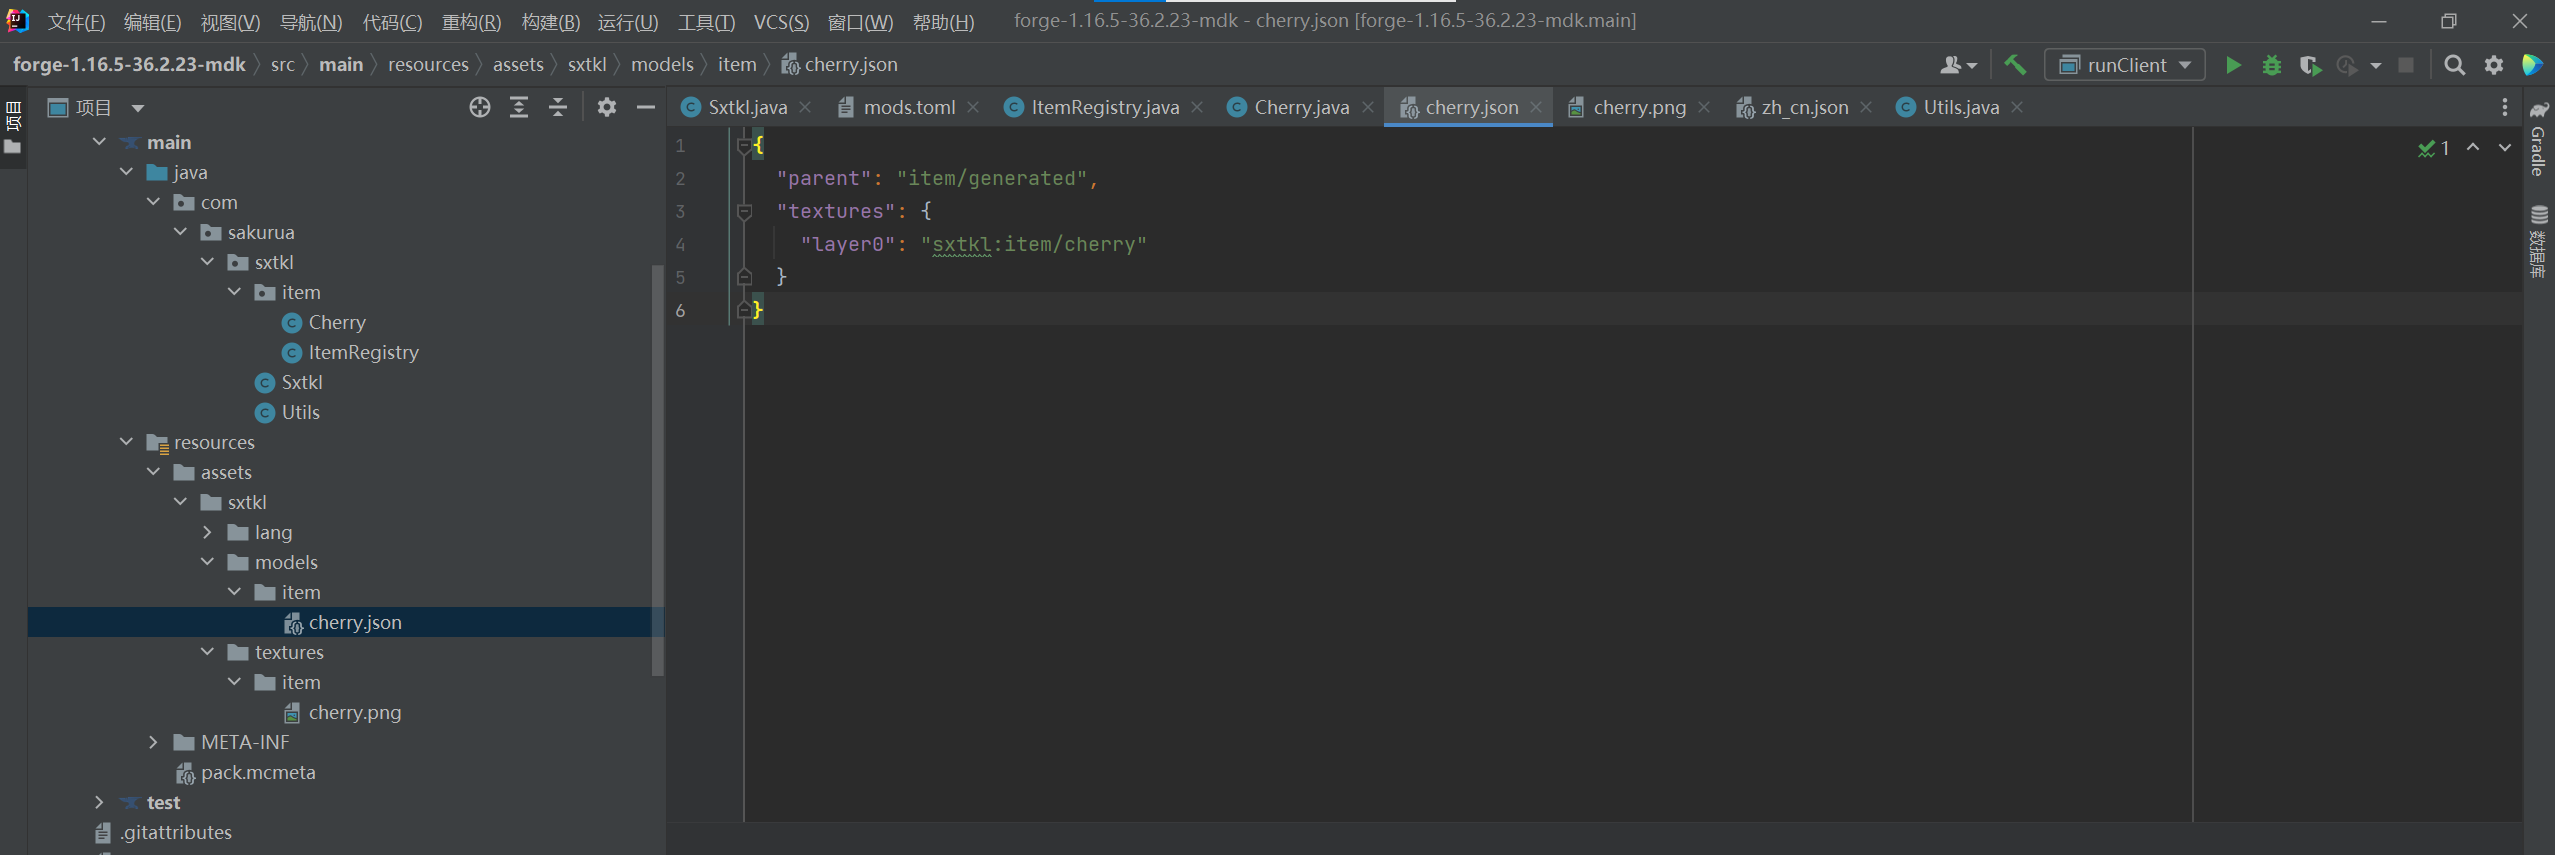 文件(F) 编辑(E) 视图(V) 导航(N) 代码(C) 重构(R) 构建(B) 运行(U) 工具(T) VCS(S) 窗口(W) 帮助(H) forge-1.16.5-36.2.23-mdk - cherry.json [forge-1.16.5-36.2.23-mdk.main]
forge-1.16.5-36.2.23-mdk src main resources assets sxtkl models item cherry.json runClient
项目
项目
Sxtkl.java mods.toml ItemRegistry.java Cherry.java cherry.json cherry.png zh_cn.json Utils.java
main
java
com
sakurua
sxtkl
item
Cherry
ItemRegistry
Sxtkl
Utils
resources
assets
sxtkl
lang
models
item
cherry.json
textures
item
cherry.png
META-INF
pack.mcmeta
test
.gitattributes
1 {
2 "parent": "item/generated",
3 "textures": {
4 "layer0": "sxtkl:item/cherry"
5 }
6 }
1
Gradle
数据库